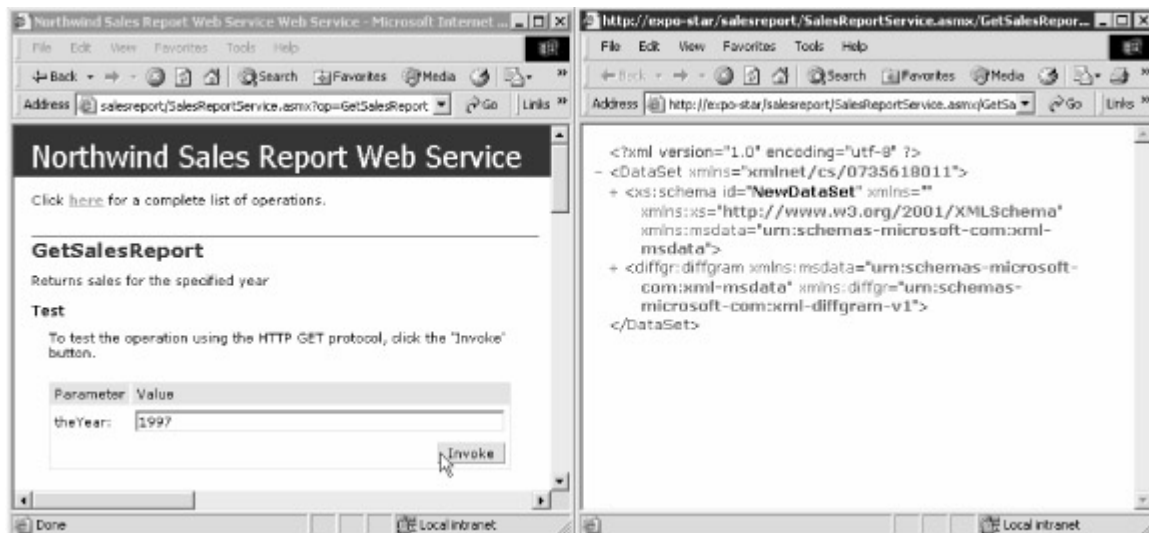 Northwind Sales Report Web Service Web Service - Microsoft Internet ...
File Edit View Favorites Tools Help
Back Search Favorites Media »
Address salesreport/SalesReportService.asmx?op=GetSalesReport Go Links »
Northwind Sales Report Web Service
Click here for a complete list of operations.
GetSalesReport
Returns sales for the specified year
Test
To test the operation using the HTTP GET protocol, click the 'Invoke'
button.
Parameter Value
theYear: 1997
Invoke
Done Local intranet
http://expo-star/salesreport/SalesReportService.asmx/GetSalesRepor...
File Edit View Favorites Tools Help
Back Search Favorites Media »
Address http://expo-star/salesreport/SalesReportService.asmx/GetSa Go Links »
<?xml version="1.0" encoding="utf-8" ?>
- <DataSet xmlns="xmlnet/cs/0735618011">
+ <xs:schema id="NewDataSet" xmlns=""
xmlns:xs="http://www.w3.org/2001/XMLSchema"
xmlns:msdata="urn:schemas-microsoft-com:xml-
msdata">
+ <diffgr:diffgram xmlns:msdata="urn:schemas-microsoft-
com:xml-msdata" xmlns:diffgr="urn:schemas-
microsoft-com:xml-diffgram-v1">
</DataSet>
Local intranet